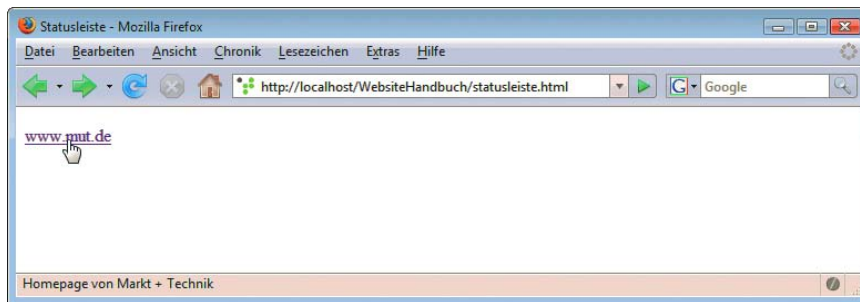 Statusleiste - Mozilla Firefox
Datei Bearbeiten Ansicht Chronik Lesezeichen Extras Hilfe
http://localhost/WebsiteHandbuch/statusleiste.html G Google
www.mut.de
Homepage von Markt + Technik